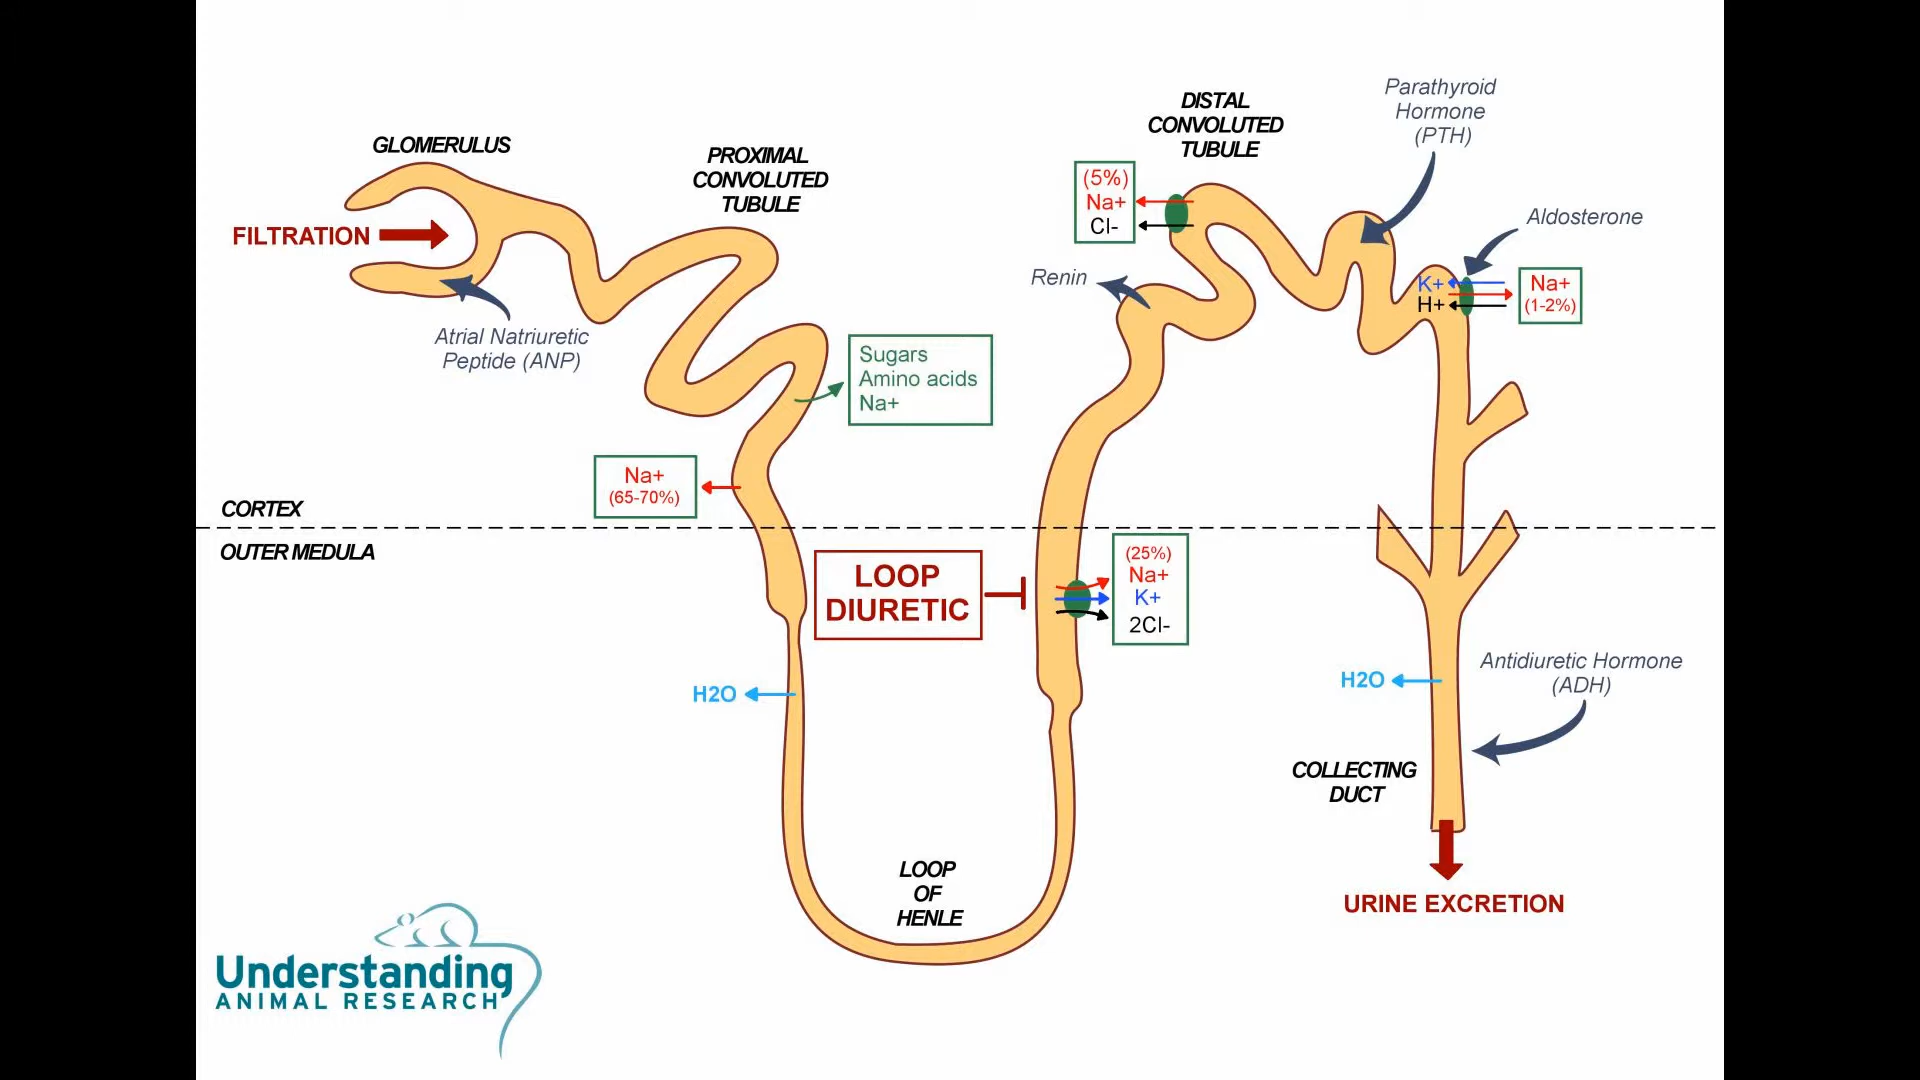 GLOMERULUS
FILTRATION
Atrial Natriuretic
Peptide (ANP)
PROXIMAL
CONVOLUTED
TUBULE
Sugars
Amino acids
Na+
Na+
(65-70%)
CORTEX
OUTER MEDULA
LOOP
DIURETIC
H2O
LOOP
OF
HENLE
(25%)
Na+
K+
2Cl-
Renin
DISTAL
CONVOLUTED
TUBULE
(5%)
Na+
Cl-
Parathyroid
Hormone
(PTH)
Aldosterone
K+
H+
Na+
(1-2%)
H2O
Antidiuretic Hormone
(ADH)
COLLECTING
DUCT
URINE EXCRETION
Understanding
ANIMAL RESEARCH